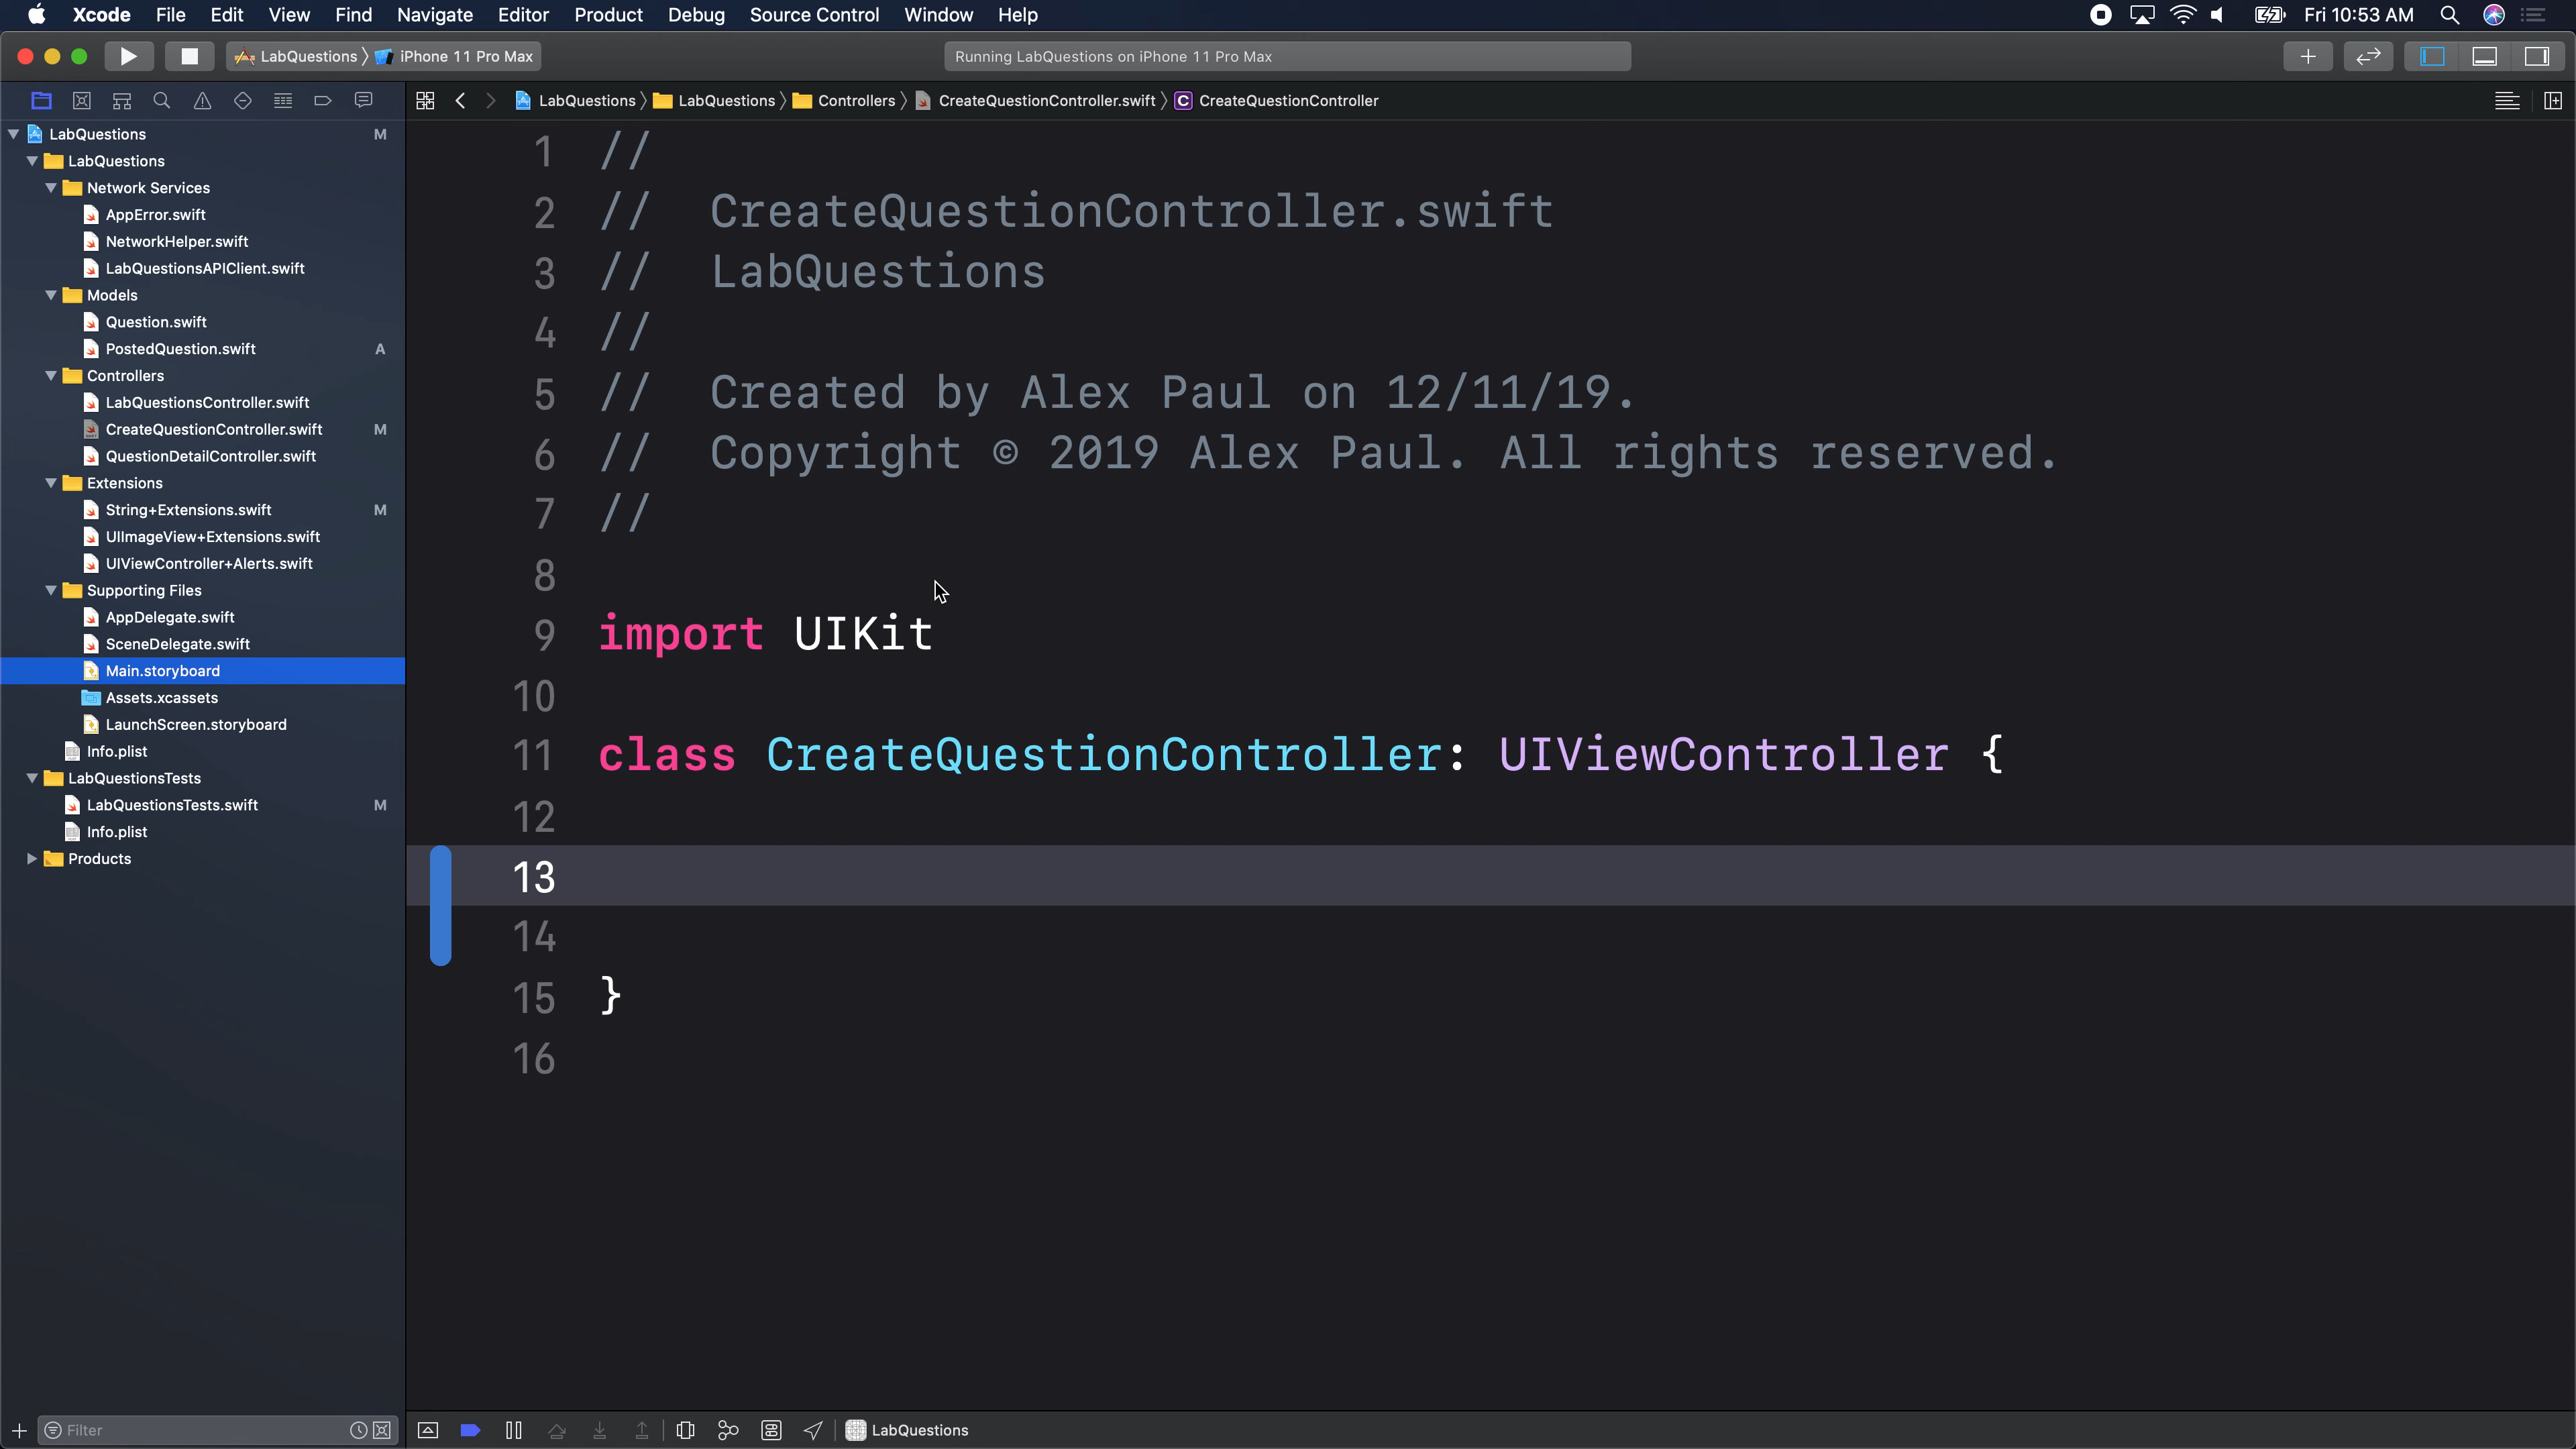 Xcode File Edit View Find Navigate Editor Product Debug Source Control Window Help Fri 10:53 AM
LabQuestions iPhone 11 Pro Max Running LabQuestions on iPhone 11 Pro Max
LabQuestions LabQuestions Controllers CreateQuestionController.swift C CreateQuestionController
LabQuestions M
LabQuestions
Network Services
AppError.swift
NetworkHelper.swift
LabQuestionsAPIClient.swift
Models
Question.swift
PostedQuestion.swift A
Controllers
LabQuestionsController.swift
CreateQuestionController.swift M
QuestionDetailController.swift
Extensions
String+Extensions.swift M
UIImageView+Extensions.swift
UIViewController+Alerts.swift
Supporting Files
AppDelegate.swift
SceneDelegate.swift
Main.storyboard
Assets.xcassets
LaunchScreen.storyboard
Info.plist
LabQuestionsTests
LabQuestionsTests.swift M
Info.plist
Products
Filter
1 //
2 // CreateQuestionController.swift
3 // LabQuestions
4 //
5 // Created by Alex Paul on 12/11/19.
6 // Copyright © 2019 Alex Paul. All rights reserved.
7 //
8
9 import UIKit
10
11 class CreateQuestionController: UIViewController {
12
13
14
15 }
16
LabQuestions